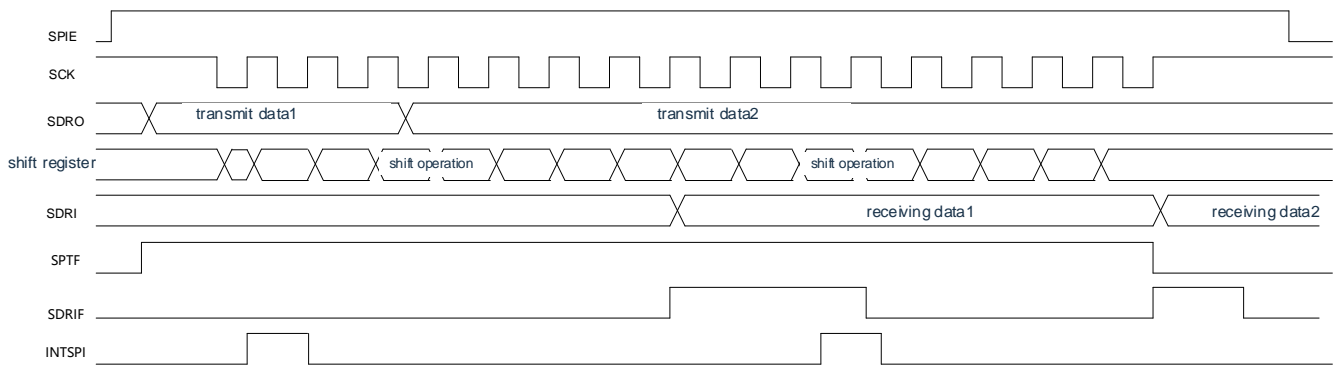 SPIE
SCK
SDRO transmit data1 transmit data2
shift register shift operation shift operation
SDRI receiving data1 receiving data2
SPTF
SDRIF
INTSPI